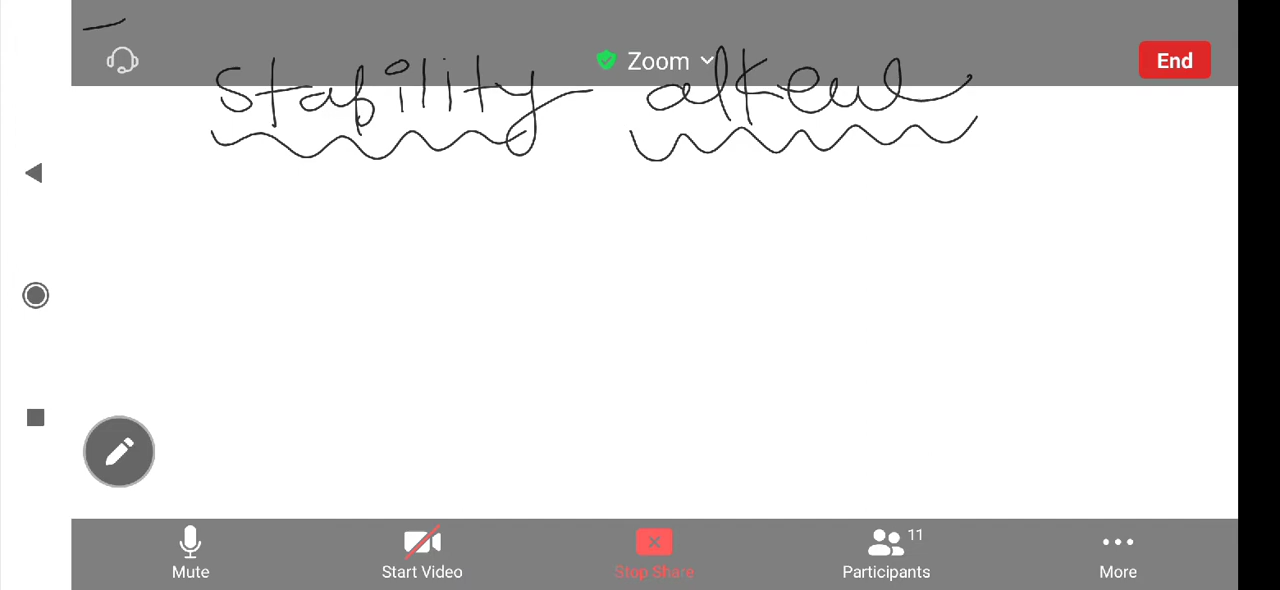 Zoom
End
stability alkene
Mute
Start Video
Stop Share
Participants
11
More